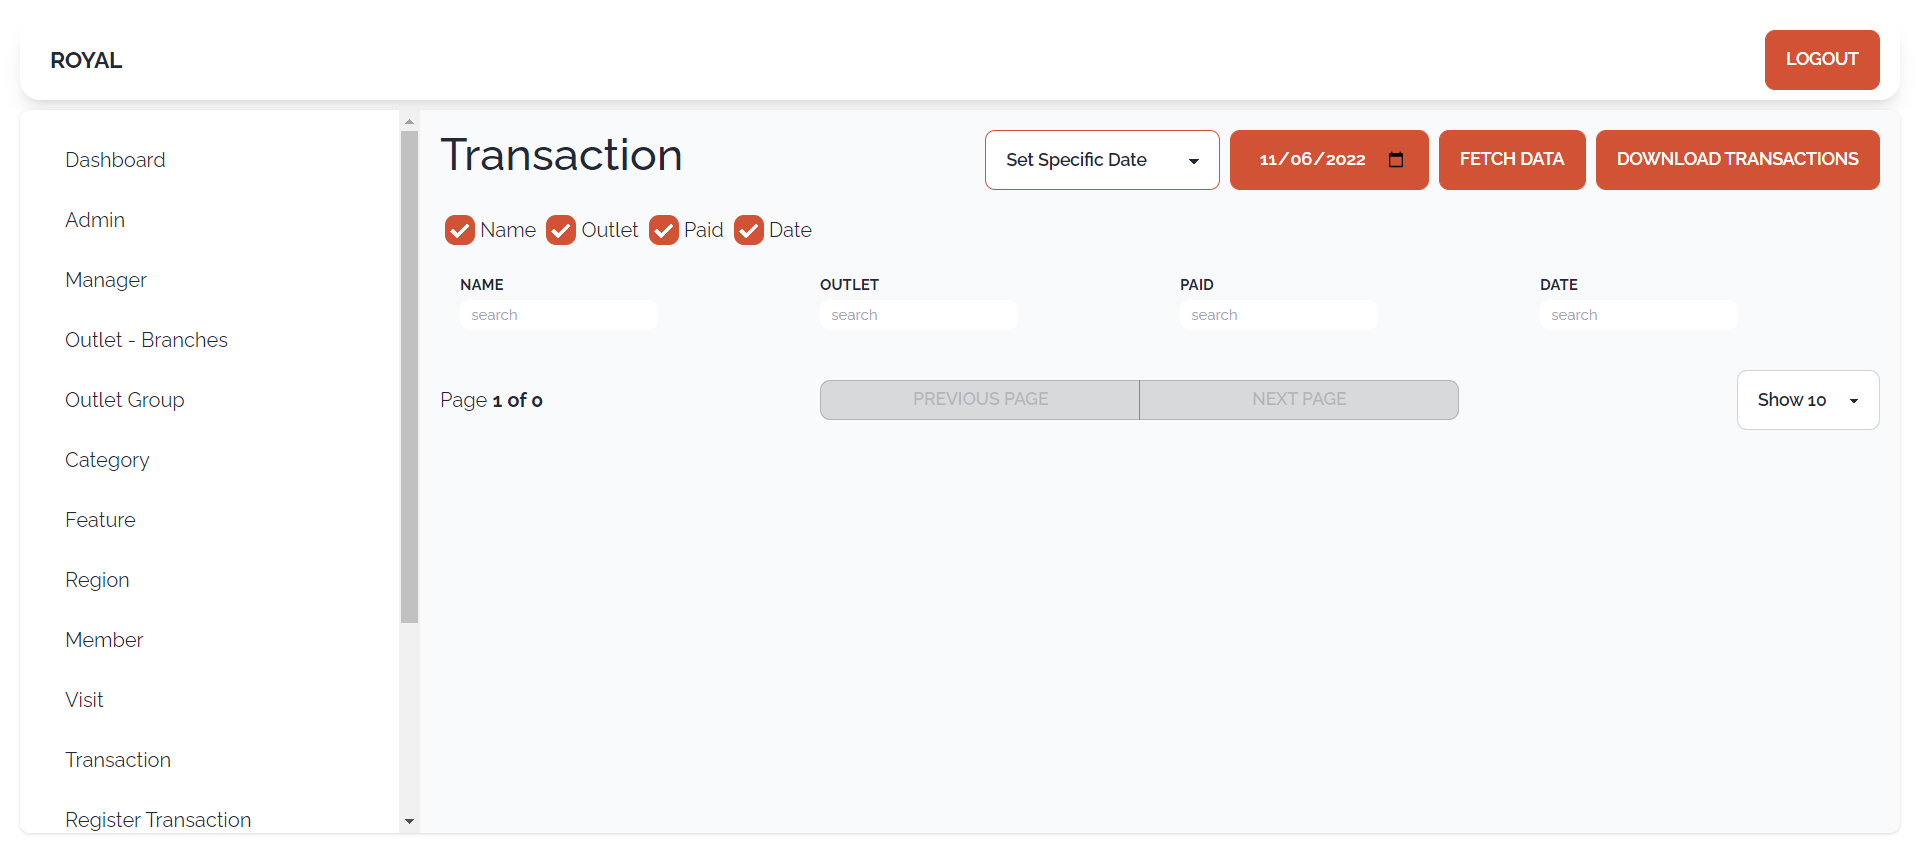 ROYAL
LOGOUT
Dashboard
Admin
Manager
Outlet - Branches
Outlet Group
Category
Feature
Region
Member
Visit
Transaction
Register Transaction
Transaction
Set Specific Date
11/06/2022
FETCH DATA
DOWNLOAD TRANSACTIONS
Name Outlet Paid Date
NAME OUTLET PAID DATE
search search search search
Page 1 of 0
PREVIOUS PAGE NEXT PAGE
Show 10